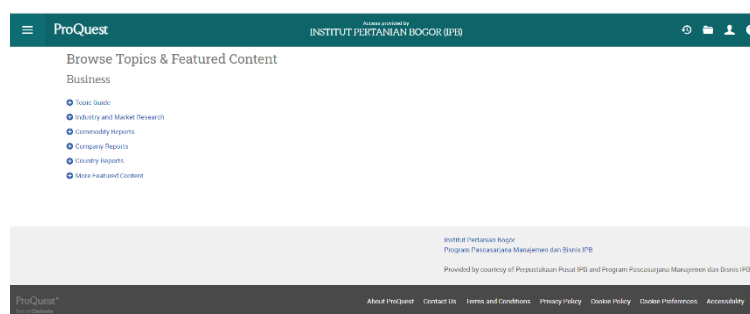 ProQuest
Access provided by
INSTITUT PERTANIAN BOGOR (IPB)
Browse Topics & Featured Content
Business
Topic Guide
Industry and Market Research
Commodity Reports
Company Reports
Country Reports
More Featured Content
Institut Pertanian Bogor
Program Pascasarjana Manajemen dan Bisnis IPB
Provided by courtesy of Perpustakaan Pusat IPB and Program Pascasarjana Manajemen dan Bisnis IPB
ProQuest
Part of Clarivate
About ProQuest Contact Us Terms and Conditions Privacy Policy Cookie Policy Cookie Preferences Accessibility